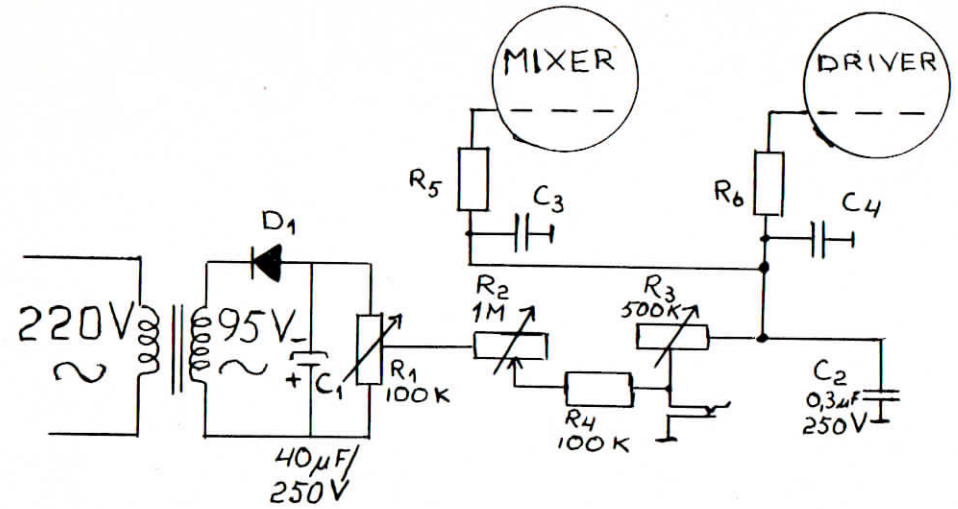 MIXER
DRIVER
R5
C3
R6
C4
D1
R2
1M
R3
500K
220V
~
95V
~
-
+
C1
R1
100K
R4
100K
C2
0,3µF
250V
40µF/
250V